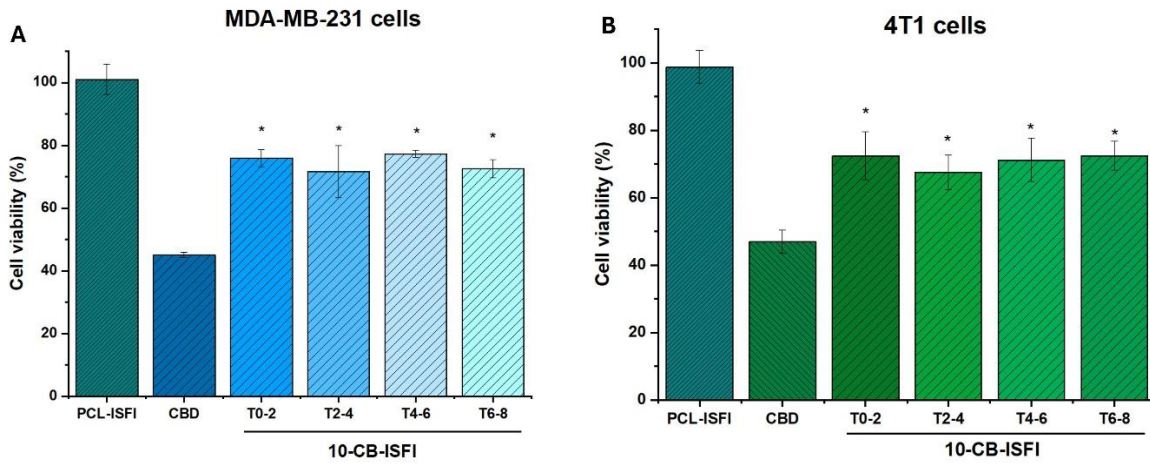 A
MDA-MB-231 cells
Cell viability (%)
100
80
60
40
20
0
* * * *
PCL-ISFI CBD T0-2 T2-4 T4-6 T6-8
10-CB-ISFI
B
4T1 cells
Cell viability (%)
100
80
60
40
20
0
* * * *
PCL-ISFI CBD T0-2 T2-4 T4-6 T6-8
10-CB-ISFI